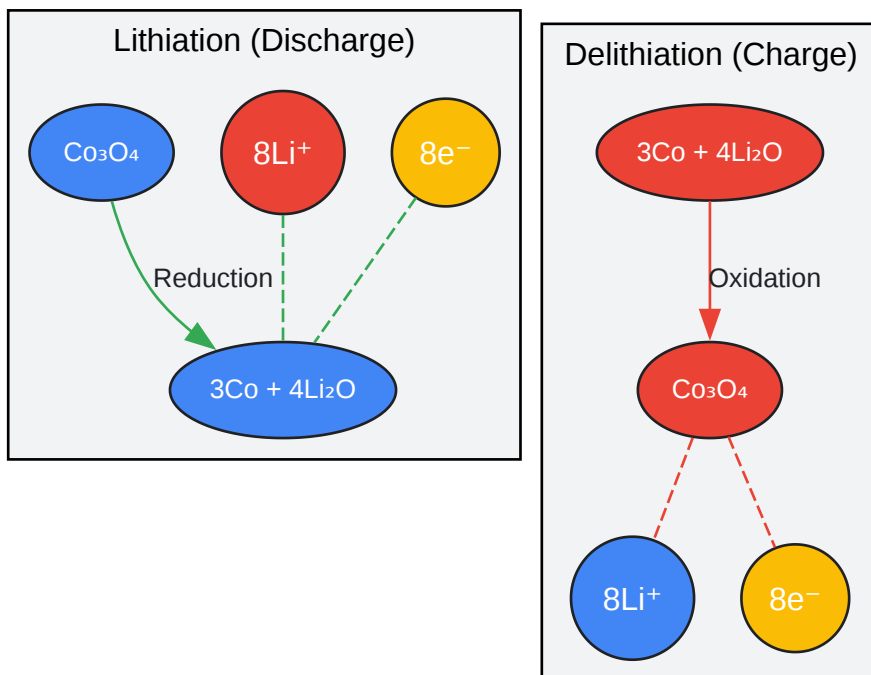 Lithiation (Discharge)
Co₃O₄
8Li⁺
8e⁻
Reduction
3Co + 4Li₂O
Delithiation (Charge)
3Co + 4Li₂O
Oxidation
Co₃O₄
8Li⁺
8e⁻